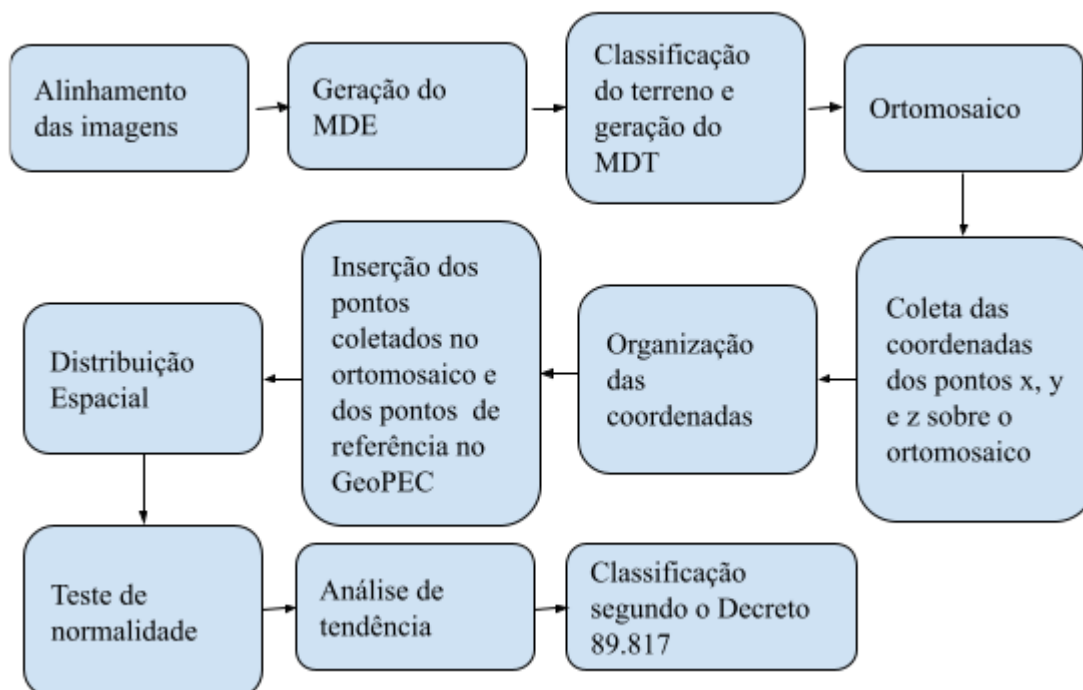 Alinhamento
das imagens
Geração do
MDE
Classificação
do terreno e
geração do
MDT
Ortomosaico
Coleta das
coordenadas
dos pontos x, y
e z sobre o
ortomosaico
Organização
das
coordenadas
Inserção dos
pontos
coletados no
ortomosaico e
dos pontos de
referência no
GeoPEC
Distribuição
Espacial
Teste de
normalidade
Análise de
tendência
Classificação
segundo o Decreto
89.817